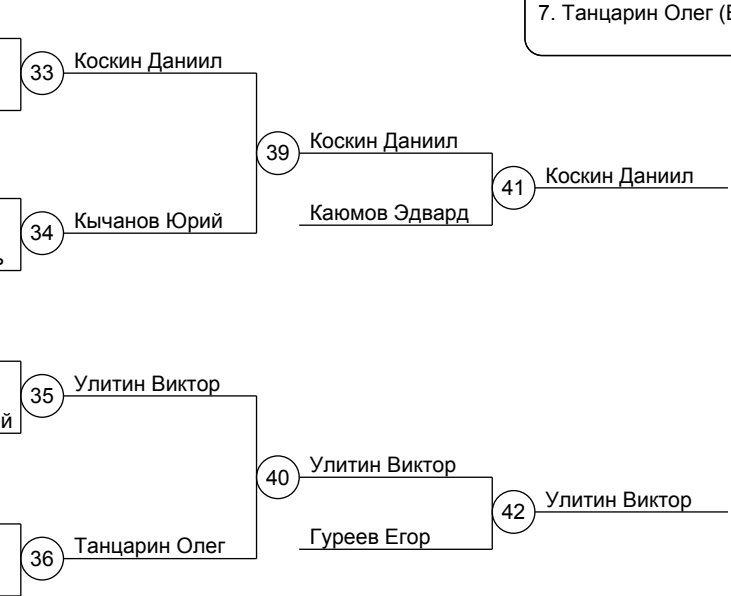 7. Танцарин Олег (
33 Коскин Даниил
39 Коскин Даниил
41 Коскин Даниил
Каюмов Эдвард
34 Кычанов Юрий
35 Улитин Виктор
й
40 Улитин Виктор
42 Улитин Виктор
Гуреев Егор
36 Танцарин Олег